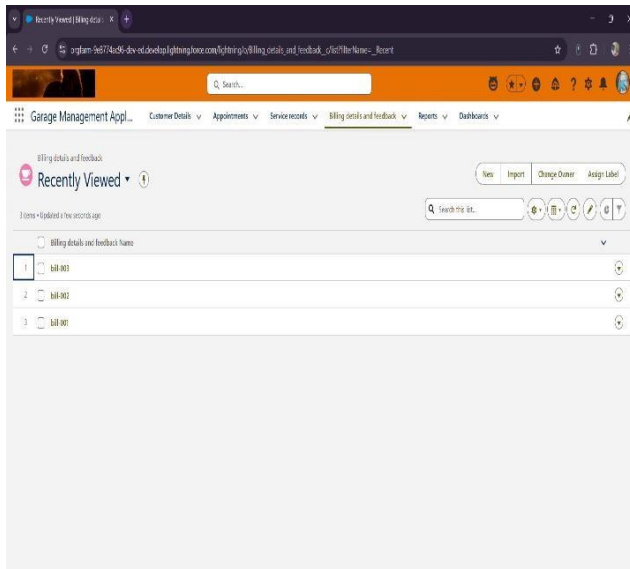 Recently Viewed | Billing detai
orgfarm-9e8774ac96-dev-ed.develop.lightning.force.com/lightning/o/Billing_details_and_feedback__c/list?filterName=__Recent
Search...
Garage Management Appl... Customer Details Appointments Service records Billing details and feedback Reports Dashboards
Billing details and feedback
Recently Viewed
New Import Change Owner Assign Label
3 items • Updated a few seconds ago
Search this list...
Billing details and feedback Name
1 bill-003
2 bill-002
3 bill-001